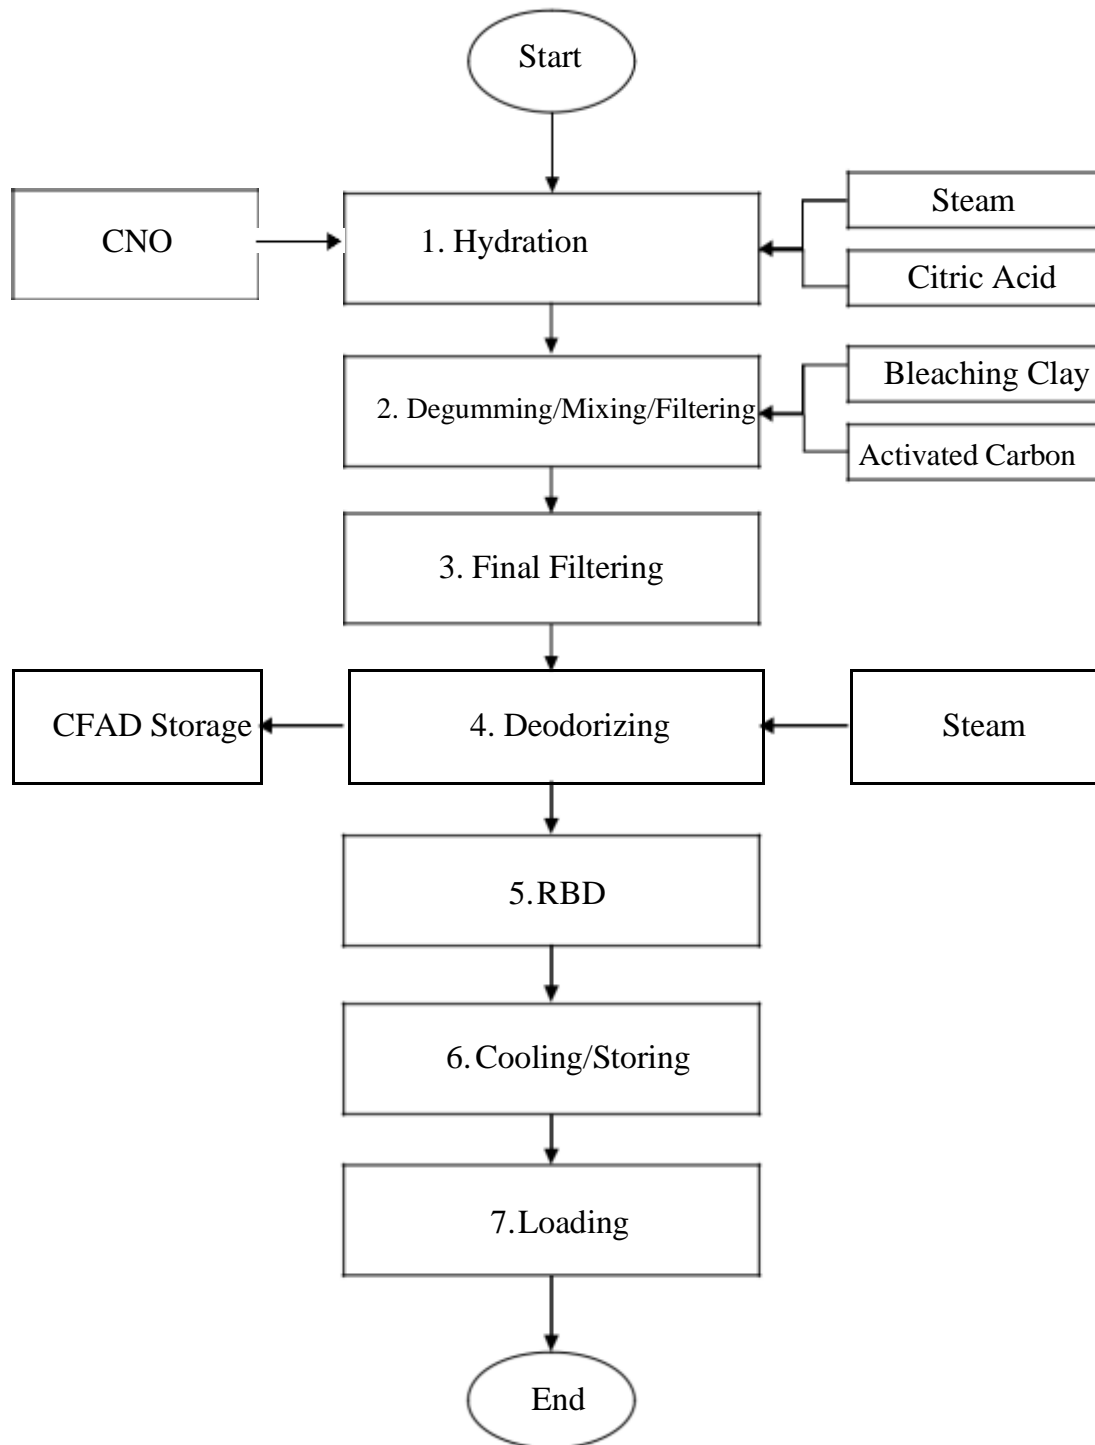 Start
CNO
1. Hydration
Steam
Citric Acid
2. Degumming/Mixing/Filtering
Bleaching Clay
Activated Carbon
3. Final Filtering
CFAD Storage
4. Deodorizing
Steam
5. RBD
6. Cooling/Storing
7. Loading
End